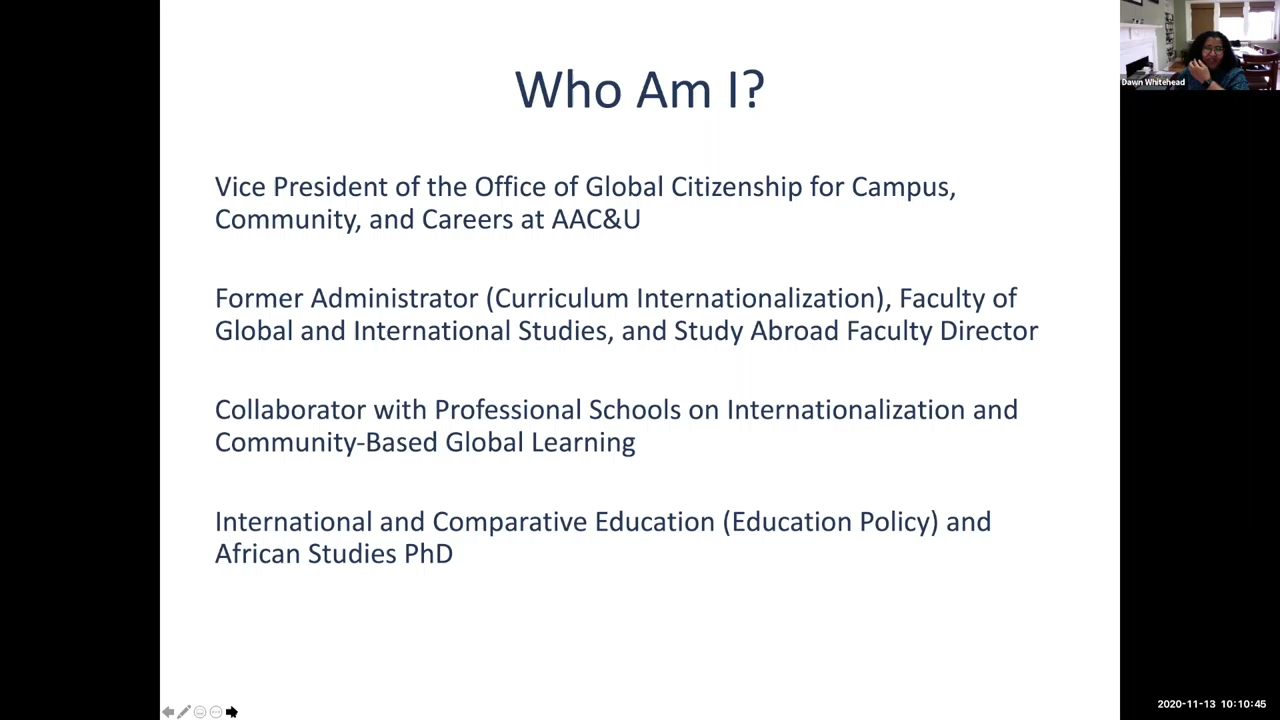 Who Am I?
Vice President of the Office of Global Citizenship for Campus,
Community, and Careers at AAC&U
Former Administrator (Curriculum Internationalization), Faculty of
Global and International Studies, and Study Abroad Faculty Director
Collaborator with Professional Schools on Internationalization and
Community-Based Global Learning
International and Comparative Education (Education Policy) and
African Studies PhD
Dawn Whitehead
2020-11-13 10:10:45